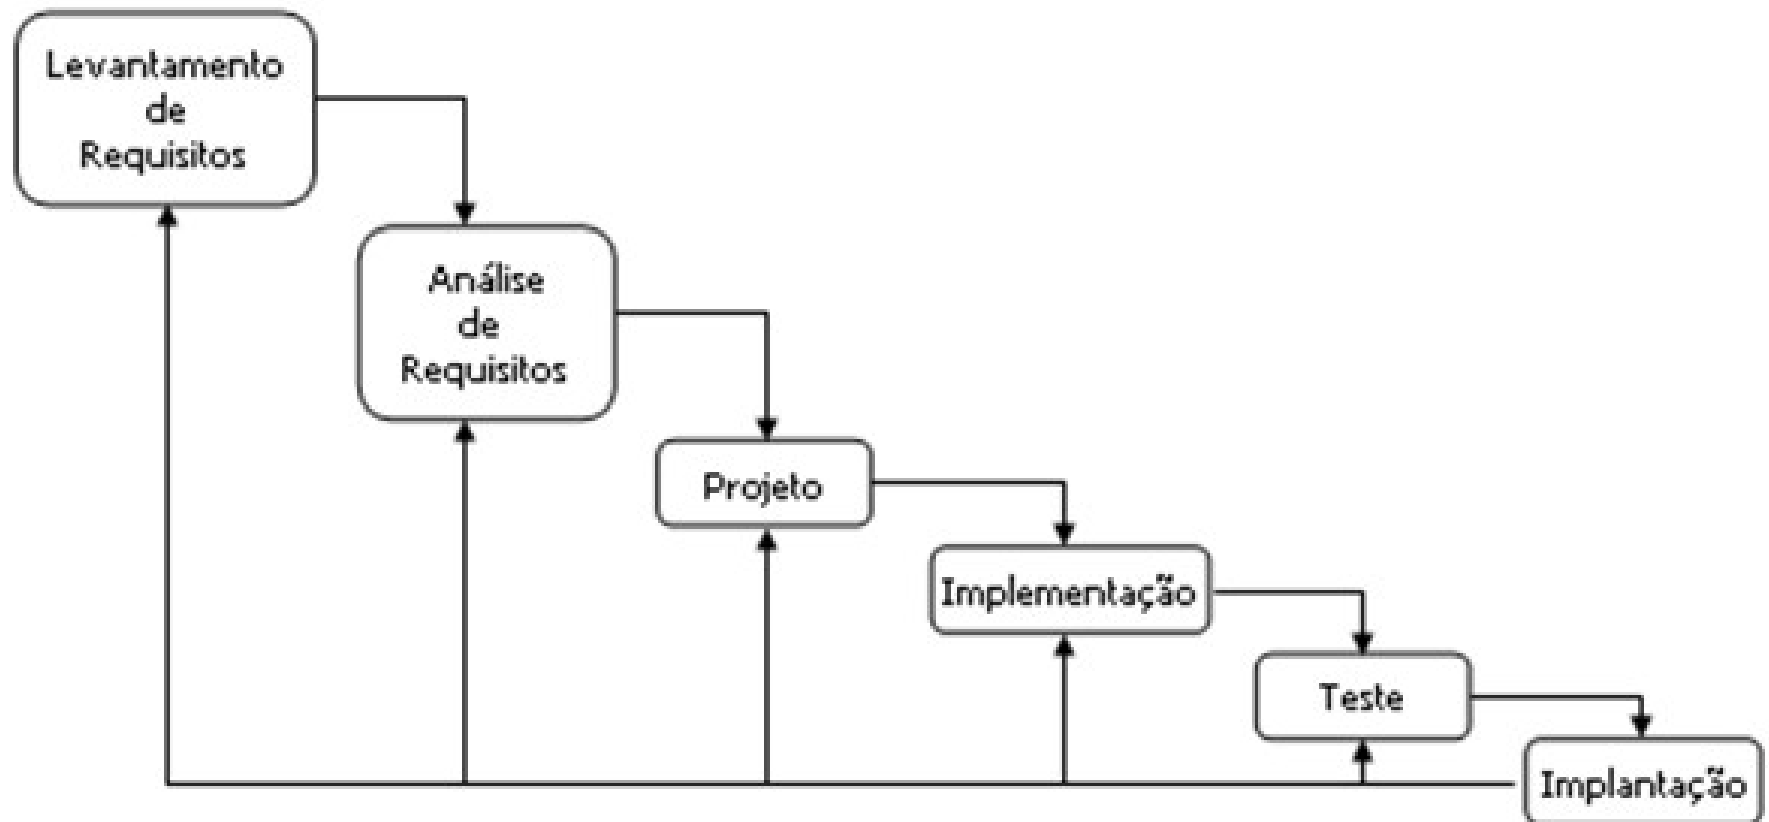 Levantamento
de
Requisitos
Análise
de
Requisitos
Projeto
Implementação
Teste
Implantação